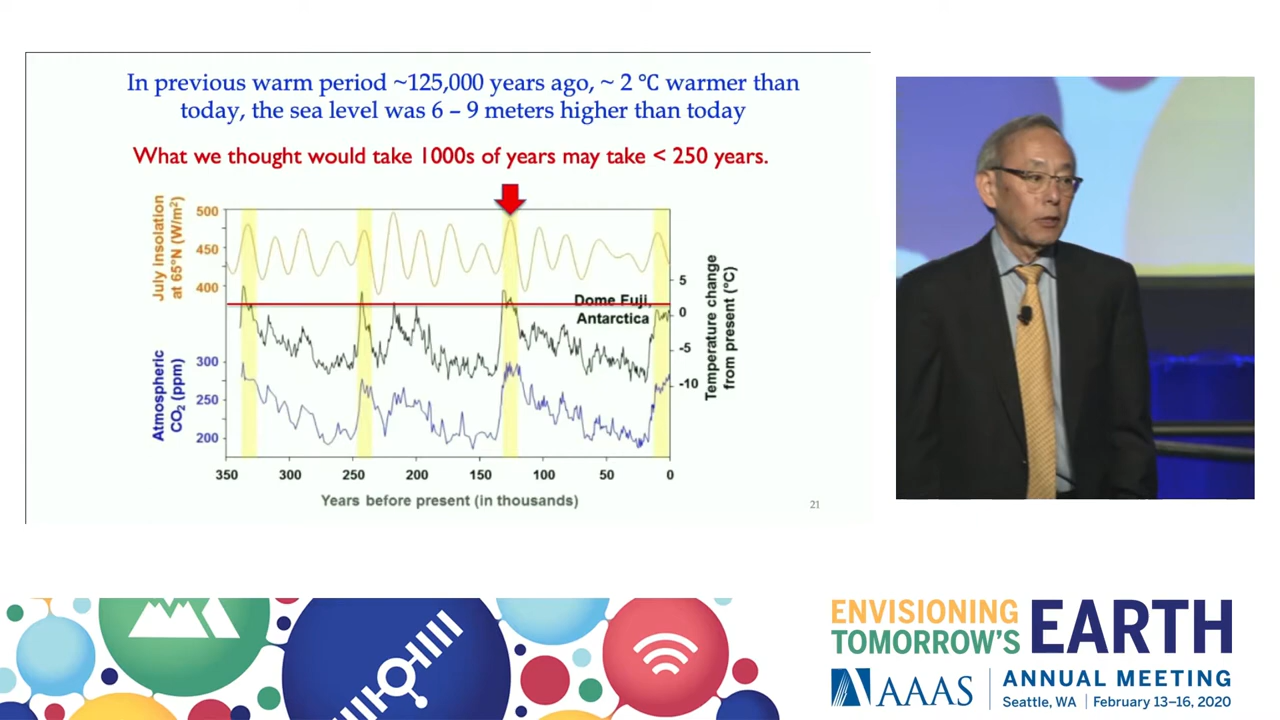 In previous warm period ~125,000 years ago, ~ 2 °C warmer than
today, the sea level was 6 – 9 meters higher than today
What we thought would take 1000s of years may take < 250 years.
July insolation
at 65°N (W/m²)
500
450
400
Atmospheric
CO₂ (ppm)
300
250
200
Dome Fuji,
Antarctica
5
0
-5
-10
Temperature change
from present (°C)
350 300 250 200 150 100 50 0
Years before present (in thousands)
21
ENVISIONING
TOMORROW'S
EARTH
AAAS
ANNUAL MEETING
Seattle, WA | February 13–16, 2020